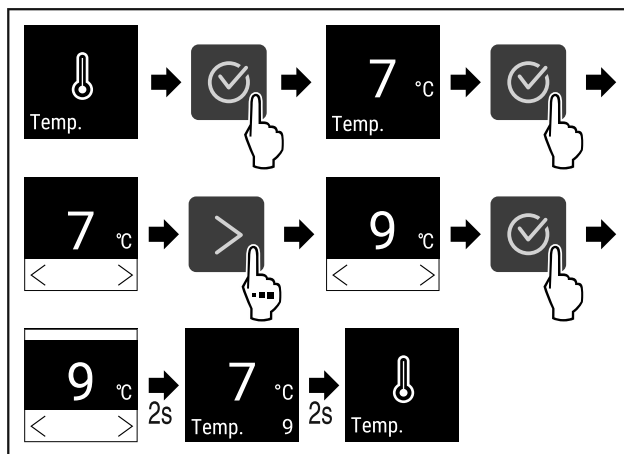 Temp.
7 °C
Temp.
7 °C
< >
>
9 °C
< >
9 °C
< >
2s
7 °C
Temp. 9
2s
Temp.